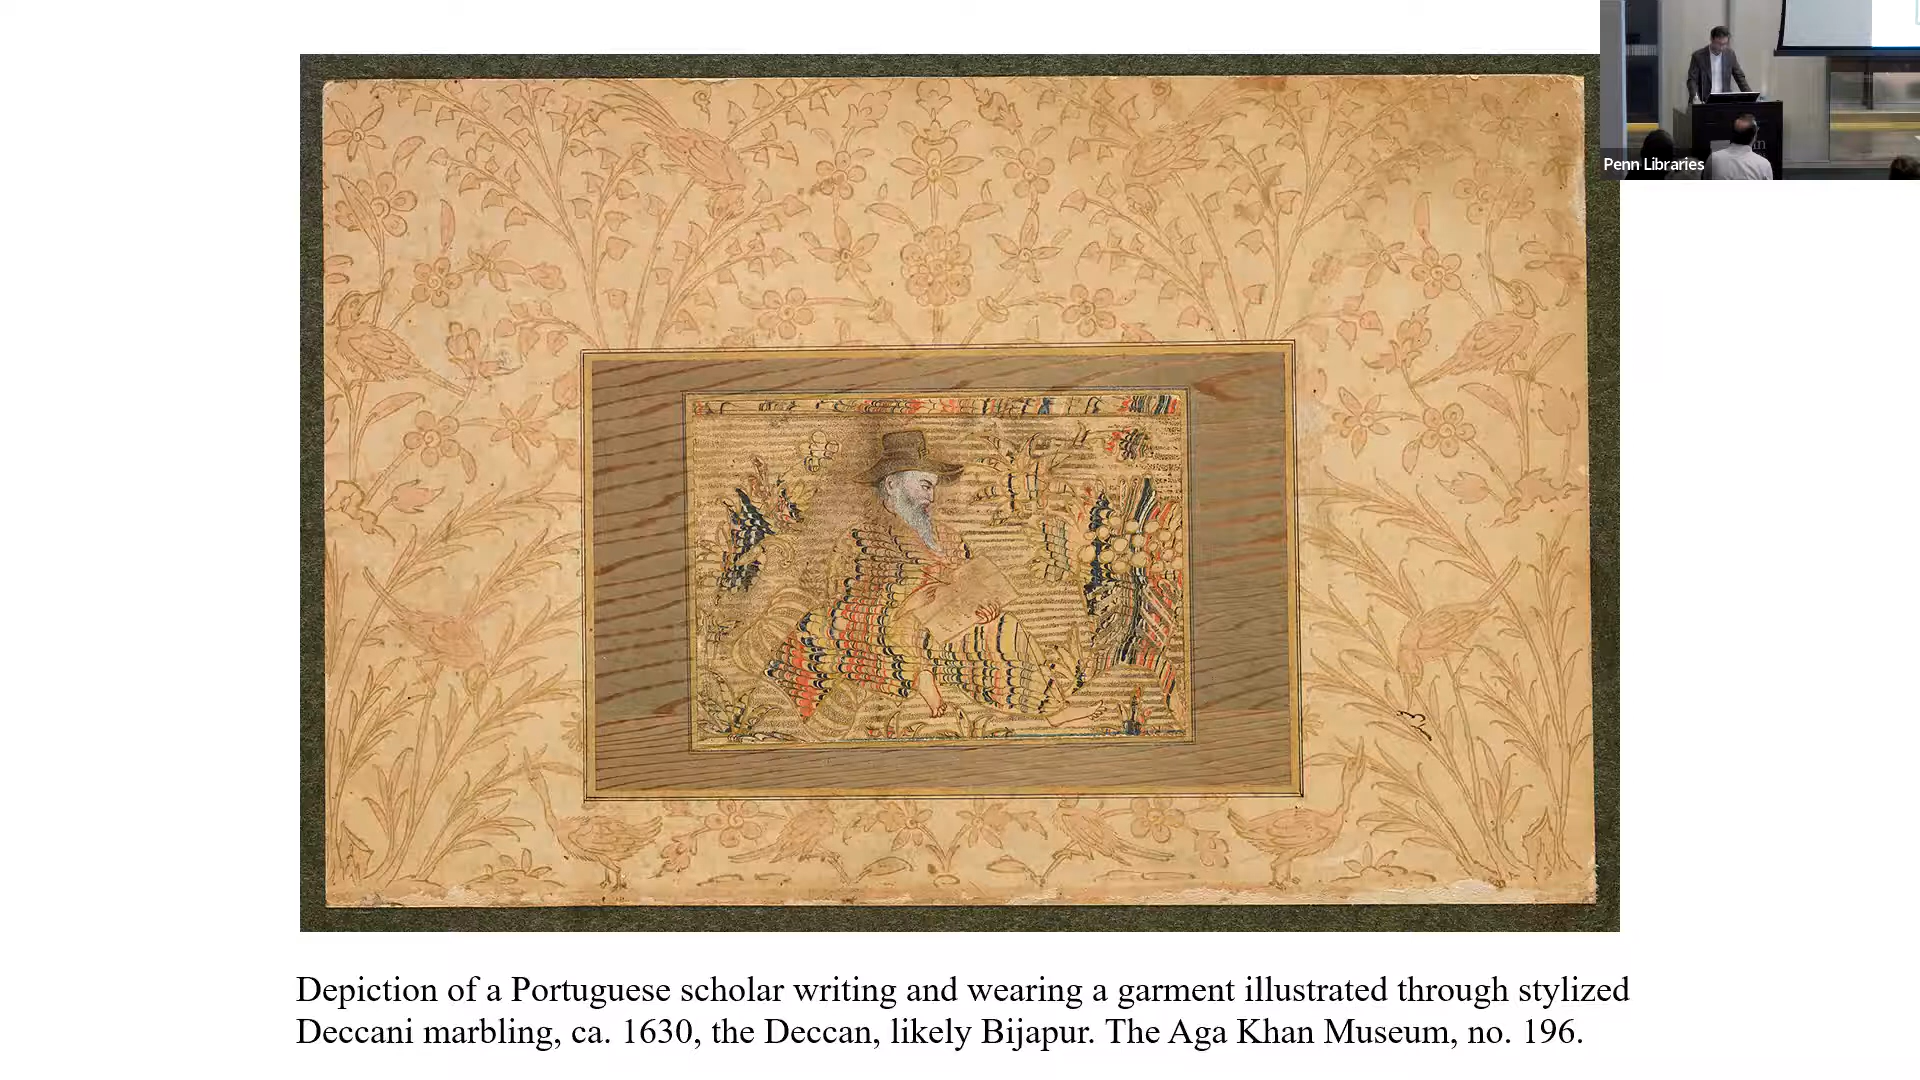 Penn Libraries
Depiction of a Portuguese scholar writing and wearing a garment illustrated through stylized
Deccani marbling, ca. 1630, the Deccan, likely Bijapur. The Aga Khan Museum, no. 196.